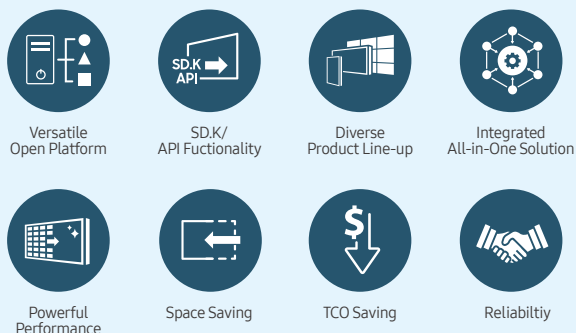 SD.K
API
Versatile
Open Platform
SD.K/
API Fuctionality
Diverse
Product Line-up
Integrated
All-in-One Solution
$
Powerful
Performance
Space Saving
TCO Saving
Reliabiltiy